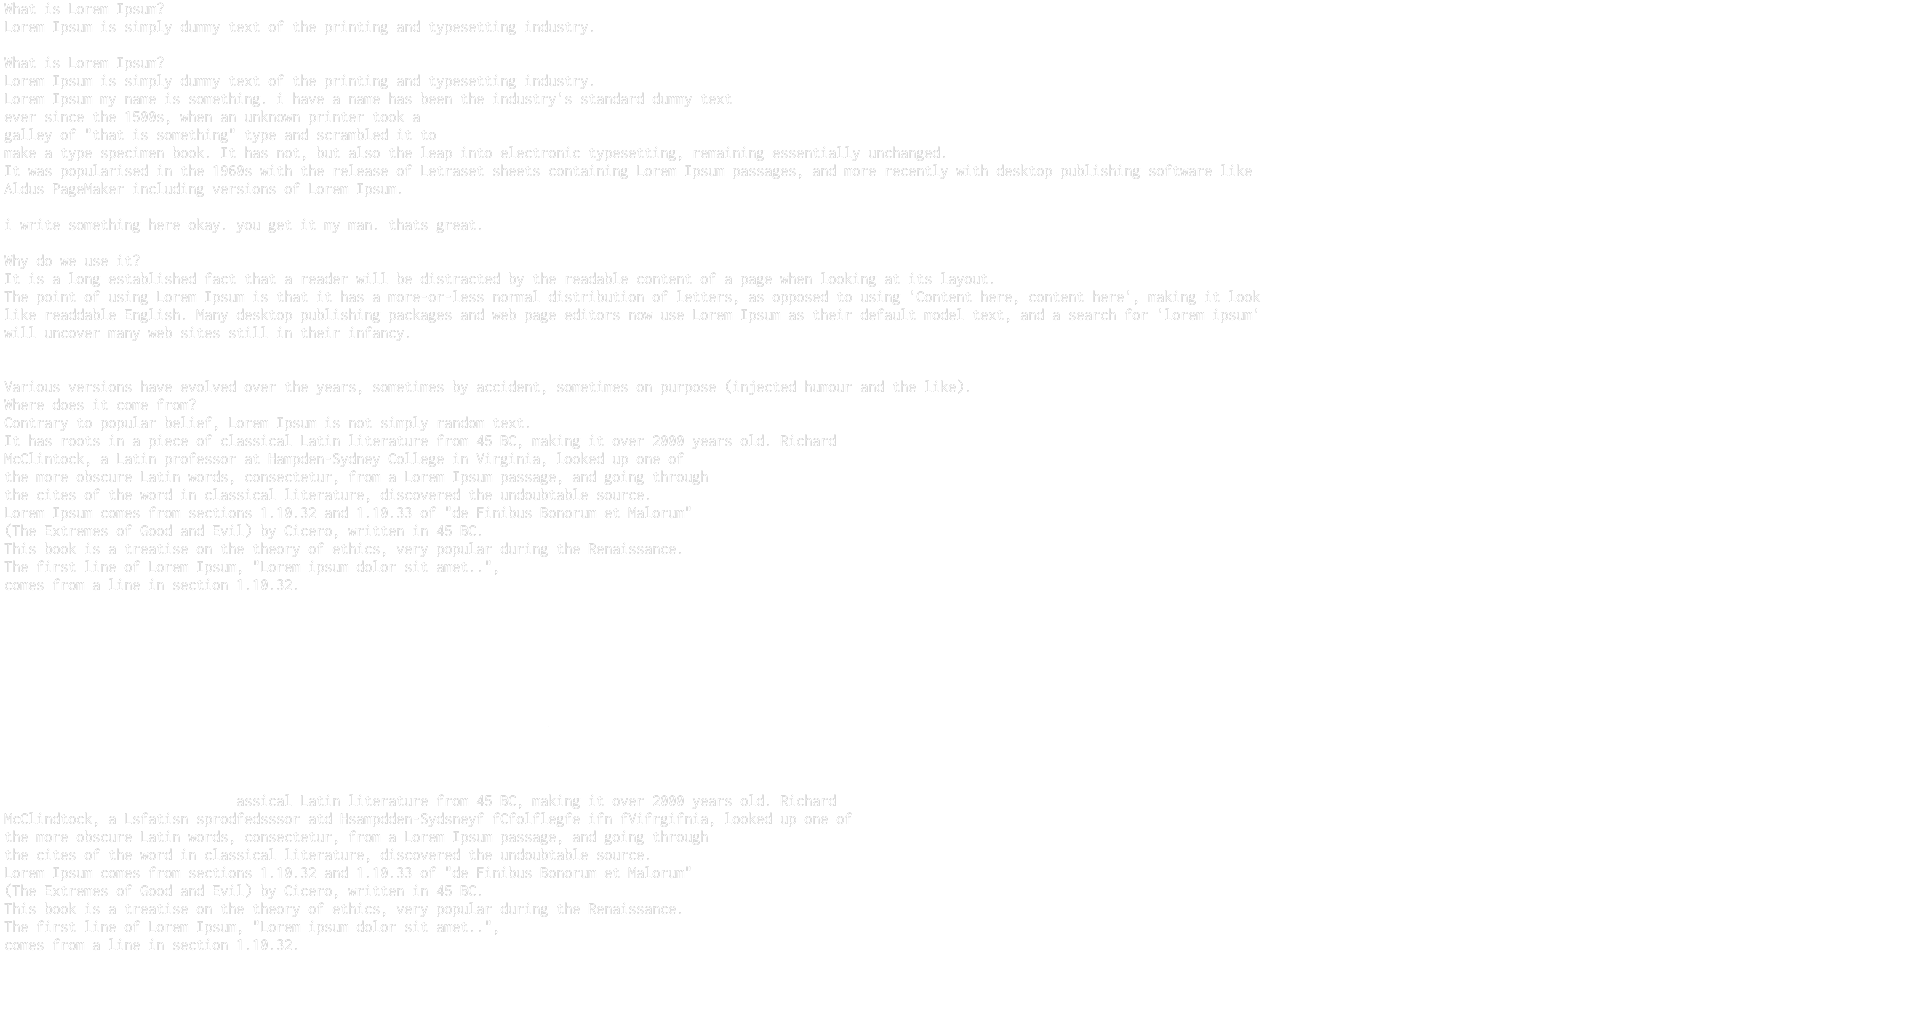 What is Lorem Ipsum?
Lorem Ipsum is simply dummy text of the printing and typesetting industry.
What is Lorem Ipsum?
Lorem Ipsum is simply dummy text of the printing and typesetting industry.
Lorem Ipsum my name is something. i have a name has been the industry's standard dummy text
ever since the 1500s, when an unknown printer took a
galley of "that is something" type and scrambled it to
make a type specimen book. It has not, but also the leap into electronic typesetting, remaining essentially unchanged.
It was popularised in the 1960s with the release of Letraset sheets containing Lorem Ipsum passages, and more recently with desktop publishing software like
Aldus PageMaker including versions of Lorem Ipsum.
i write something here okay. you get it my man. thats great.
Why do we use it?
It is a long established fact that a reader will be distracted by the readable content of a page when looking at its layout.
The point of using Lorem Ipsum is that it has a more-or-less normal distribution of letters, as opposed to using 'Content here, content here', making it look
like readdable English. Many desktop publishing packages and web page editors now use Lorem Ipsum as their default model text, and a search for 'lorem ipsum'
will uncover many web sites still in their infancy.
Various versions have evolved over the years, sometimes by accident, sometimes on purpose (injected humour and the like).
Where does it come from?
Contrary to popular belief, Lorem Ipsum is not simply random text.
It has roots in a piece of classical Latin literature from 45 BC, making it over 2000 years old. Richard
McClintock, a Latin professor at Hampden-Sydney College in Virginia, looked up one of
the more obscure Latin words, consectetur, from a Lorem Ipsum passage, and going through
the cites of the word in classical literature, discovered the undoubtable source.
Lorem Ipsum comes from sections 1.10.32 and 1.10.33 of "de Finibus Bonorum et Malorum"
(The Extremes of Good and Evil) by Cicero, written in 45 BC.
This book is a treatise on the theory of ethics, very popular during the Renaissance.
The first line of Lorem Ipsum, "Lorem ipsum dolor sit amet..",
comes from a line in section 1.10.32.
assical Latin literature from 45 BC, making it over 2000 years old. Richard
McClindtock, a Lsfatisn sprodfedsssor atd Hsampdden-Sydsneyf fCfolflegfe ifn fVifrgifnia, looked up one of
the more obscure Latin words, consectetur, from a Lorem Ipsum passage, and going through
the cites of the word in classical literature, discovered the undoubtable source.
Lorem Ipsum comes from sections 1.10.32 and 1.10.33 of "de Finibus Bonorum et Malorum"
(The Extremes of Good and Evil) by Cicero, written in 45 BC.
This book is a treatise on the theory of ethics, very popular during the Renaissance.
The first line of Lorem Ipsum, "Lorem ipsum dolor sit amet..",
comes from a line in section 1.10.32.